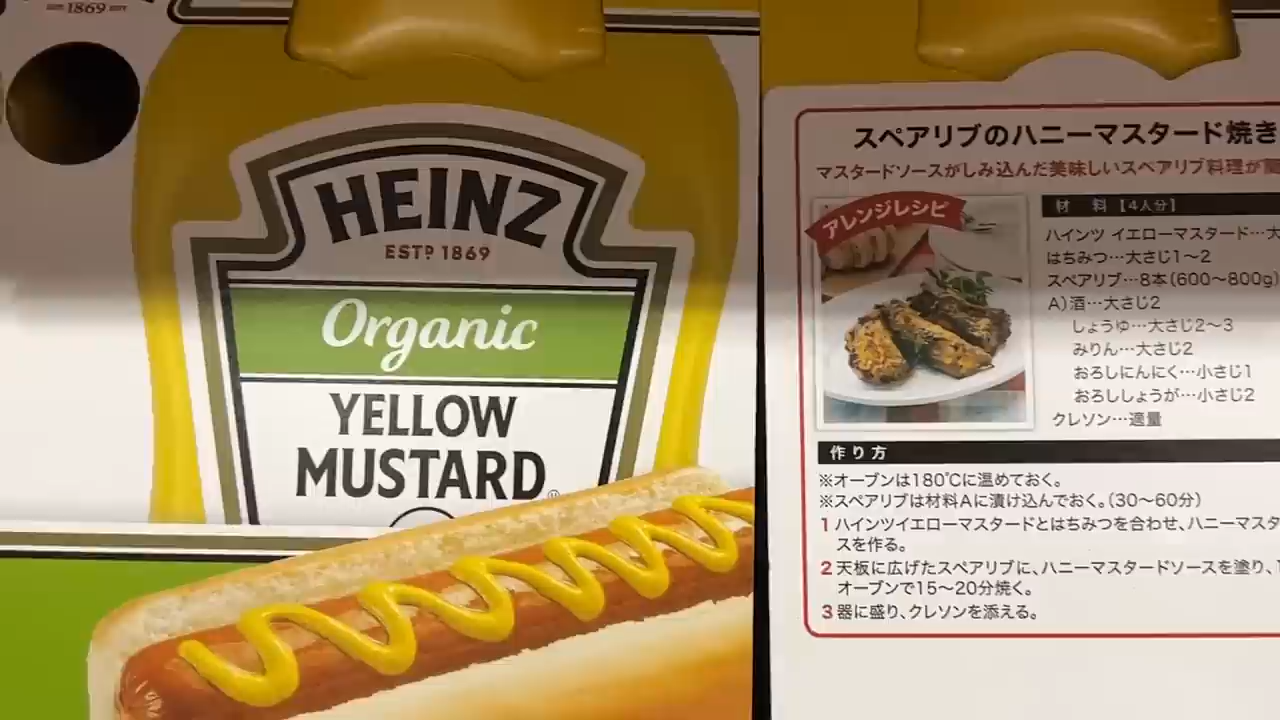 1869
HEINZ
ESTD 1869
Organic
YELLOW
MUSTARD
スペアリブのハニーマスタード焼き
マスタードソースがしみ込んだ美味しいスペアリブ料理が
アレンジレシピ
材 料【4人分】
ハインツ イエローマスタード…大
はちみつ…大さじ1〜2
スペアリブ…8本(600〜800g)
A)酒…大さじ2
しょうゆ…大さじ2〜3
みりん…大さじ2
おろしにんにく…小さじ1
おろししょうが…小さじ2
クレソン…適量
作り方
※オーブンは180℃に温めておく。
※スペアリブは材料Aに漬け込んでおく。(30〜60分)
1 ハインツイエローマスタードとはちみつを合わせ、ハニーマスタ
スを作る。
2 天板に広げたスペアリブに、ハニーマスタードソースを塗り、1
オーブンで15〜20分焼く。
3 器に盛り、クレソンを添える。